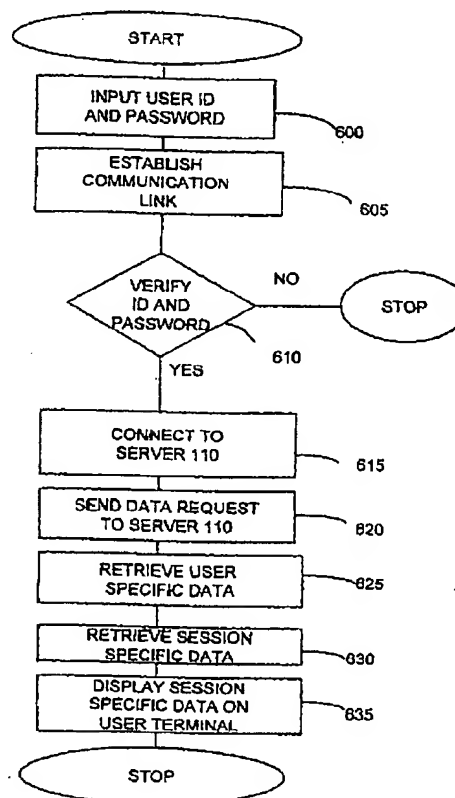 START
INPUT USER ID
AND PASSWORD
600
ESTABLISH
COMMUNICATION
LINK
605
VERIFY
ID AND
PASSWORD
NO
STOP
610
YES
CONNECT TO
SERVER 110
615
SEND DATA REQUEST
TO SERVER 110
620
RETRIEVE USER
SPECIFIC DATA
625
RETRIEVE SESSION
SPECIFIC DATA
630
DISPLAY SESSION
SPECIFIC DATA ON
USER TERMINAL
635
STOP